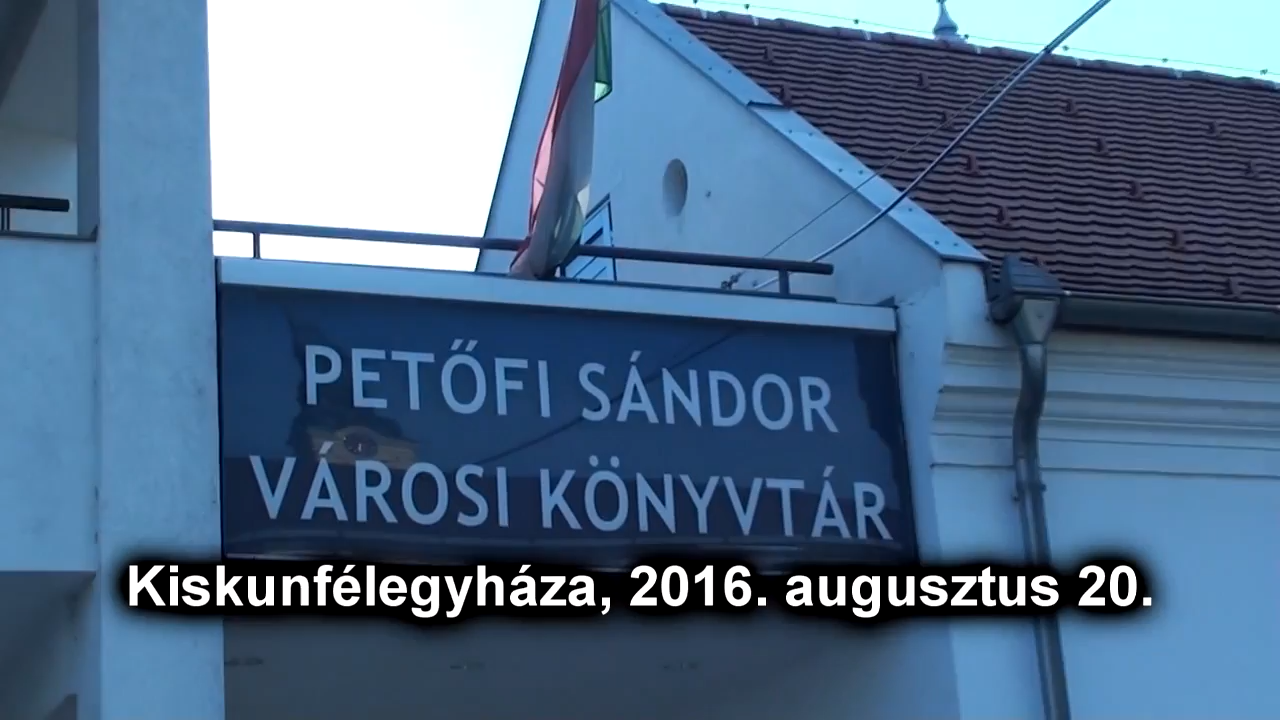 PETŐFI SÁNDOR
VÁROSI KÖNYVTÁR
Kiskunfélegyháza, 2016. augusztus 20.